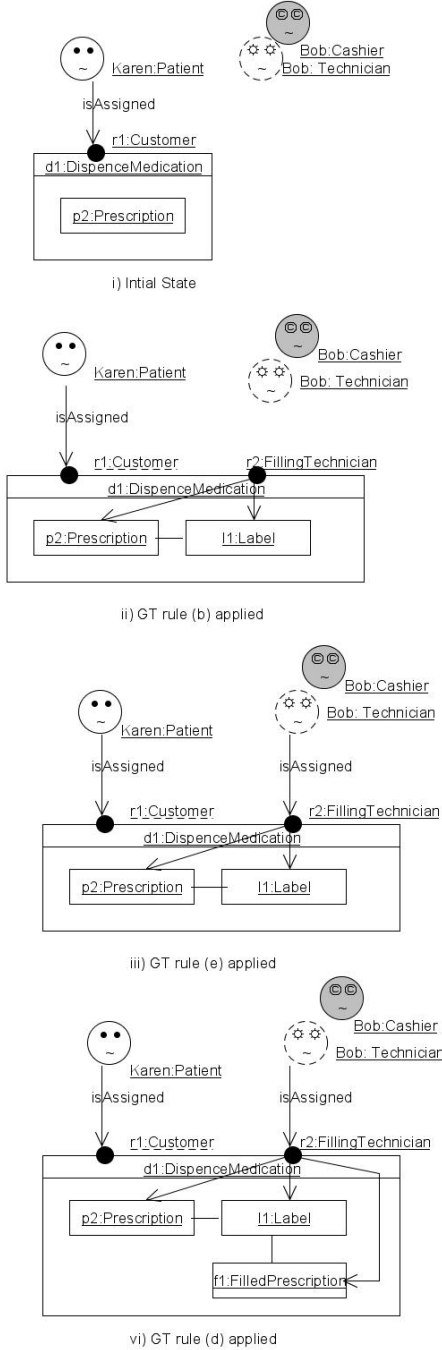 Karen:Patient
Bob:Cashier
Bob: Technician
isAssigned
r1:Customer
d1:DispenceMedication
p2:Prescription
i) Intial State
Bob:Cashier
Karen:Patient
Bob: Technician
isAssigned
r1:Customer
r2:FillingTechnician
d1:DispenceMedication
p2:Prescription
l1:Label
ii) GT rule (b) applied
Bob:Cashier
Karen:Patient
Bob: Technician
isAssigned
isAssigned
r1:Customer
r2:FillingTechnician
d1:DispenceMedication
p2:Prescription
l1:Label
iii) GT rule (e) applied
Bob:Cashier
Karen:Patient
Bob: Technician
isAssigned
isAssigned
r1:Customer
r2:FillingTechnician
d1:DispenceMedication
p2:Prescription
l1:Label
f1:FilledPrescription
vi) GT rule (d) applied